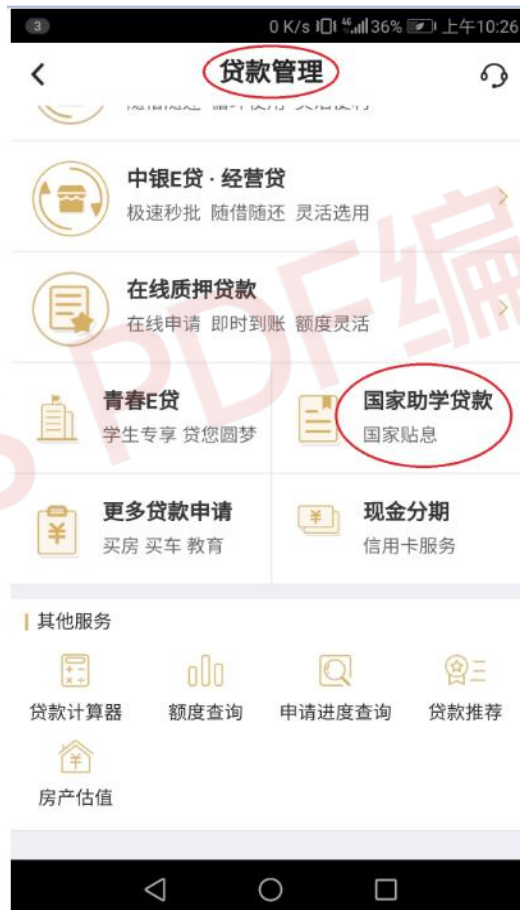 3
0 K/s 46 36% 上午10:26
贷款管理
中银E贷 · 经营贷
极速秒批 随借随还 灵活选用
在线质押贷款
在线申请 即时到账 额度灵活
青春E贷
学生专享 贷您圆梦
国家助学贷款
国家贴息
更多贷款申请
买房 买车 教育
现金分期
信用卡服务
其他服务
贷款计算器
额度查询
申请进度查询
贷款推荐
房产估值
PDF编